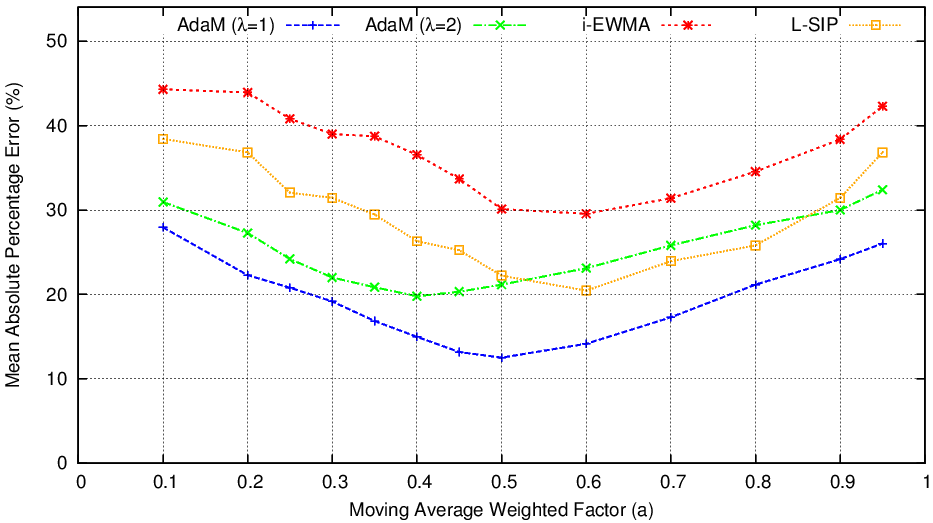 AdaM (λ=1) AdaM (λ=2) i-EWMA L-SIP
50
40
30
20
10
0
Mean Absolute Percentage Error (%)
0 0.1 0.2 0.3 0.4 0.5 0.6 0.7 0.8 0.9 1
Moving Average Weighted Factor (a)